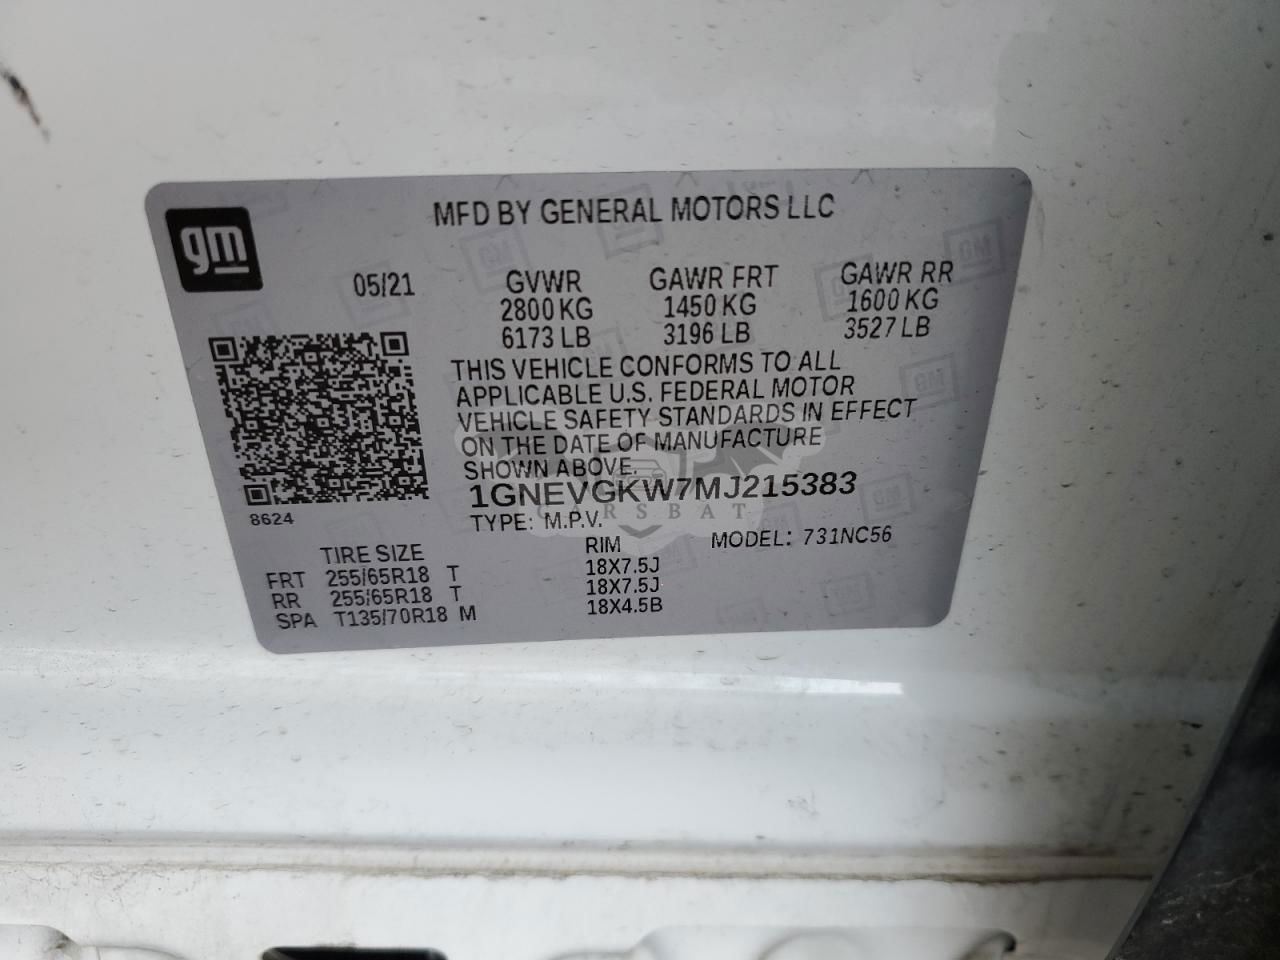 gm
MFD BY GENERAL MOTORS LLC
05/21 GVWR GAWR FRT GAWR RR
2800 KG 1450 KG 1600 KG
6173 LB 3196 LB 3527 LB
THIS VEHICLE CONFORMS TO ALL
APPLICABLE U.S. FEDERAL MOTOR
VEHICLE SAFETY STANDARDS IN EFFECT
ON THE DATE OF MANUFACTURE
SHOWN ABOVE.
1GNEVGKW7MJ215383
CARSBAT
8624
TYPE: M.P.V. MODEL: 731NC56
TIRE SIZE RIM
FRT 255/65R18 T 18X7.5J
RR 255/65R18 T 18X7.5J
SPA T135/70R18 M 18X4.5B